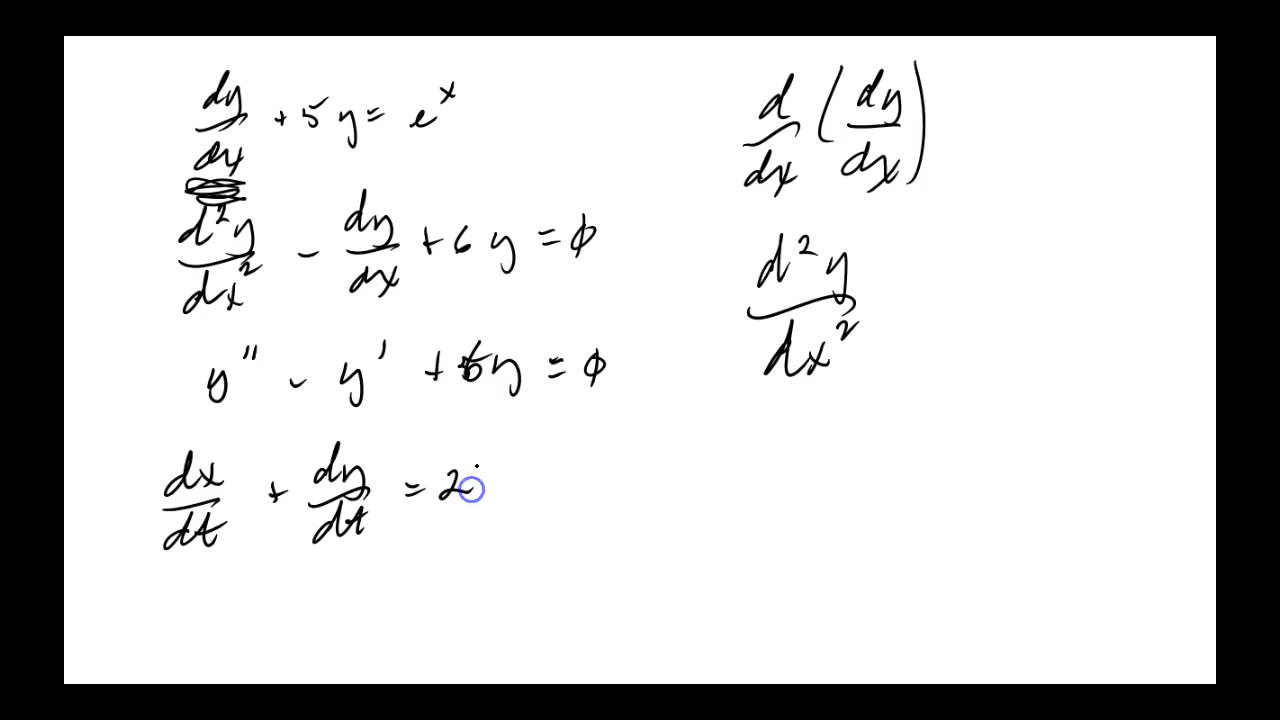 dy/dx + 5y = e^x
d²y/dx² - dy/dx + 6y = ϕ
y'' - y' + 6y = ϕ
dx/dt + dy/dt = 2
d/dx (dy/dx)
d²y/dx²